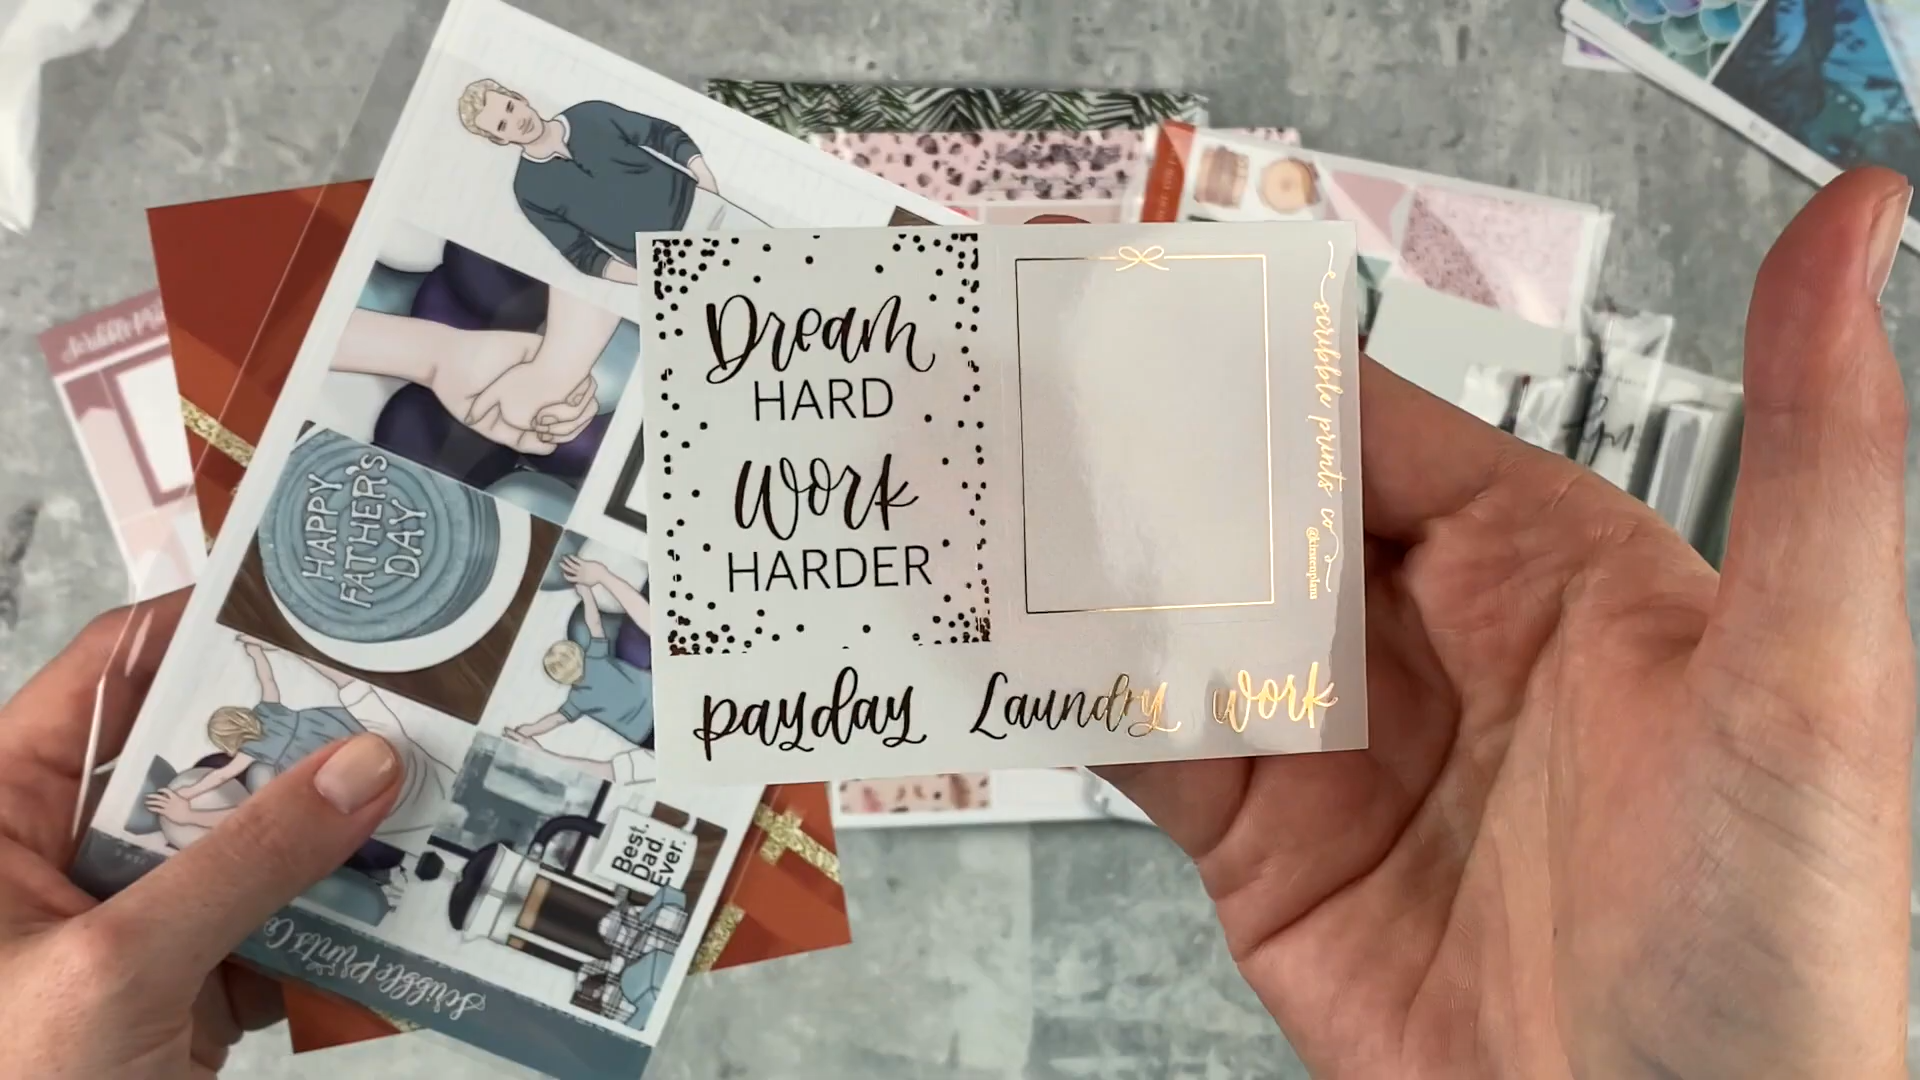 Dream
HARD
Work
HARDER
payday Laundry Work
scribble prints co
@kimtenplans
HAPPY
FATHER'S
DAY
Best.
Dad.
Ever.
Scribble Prints Co